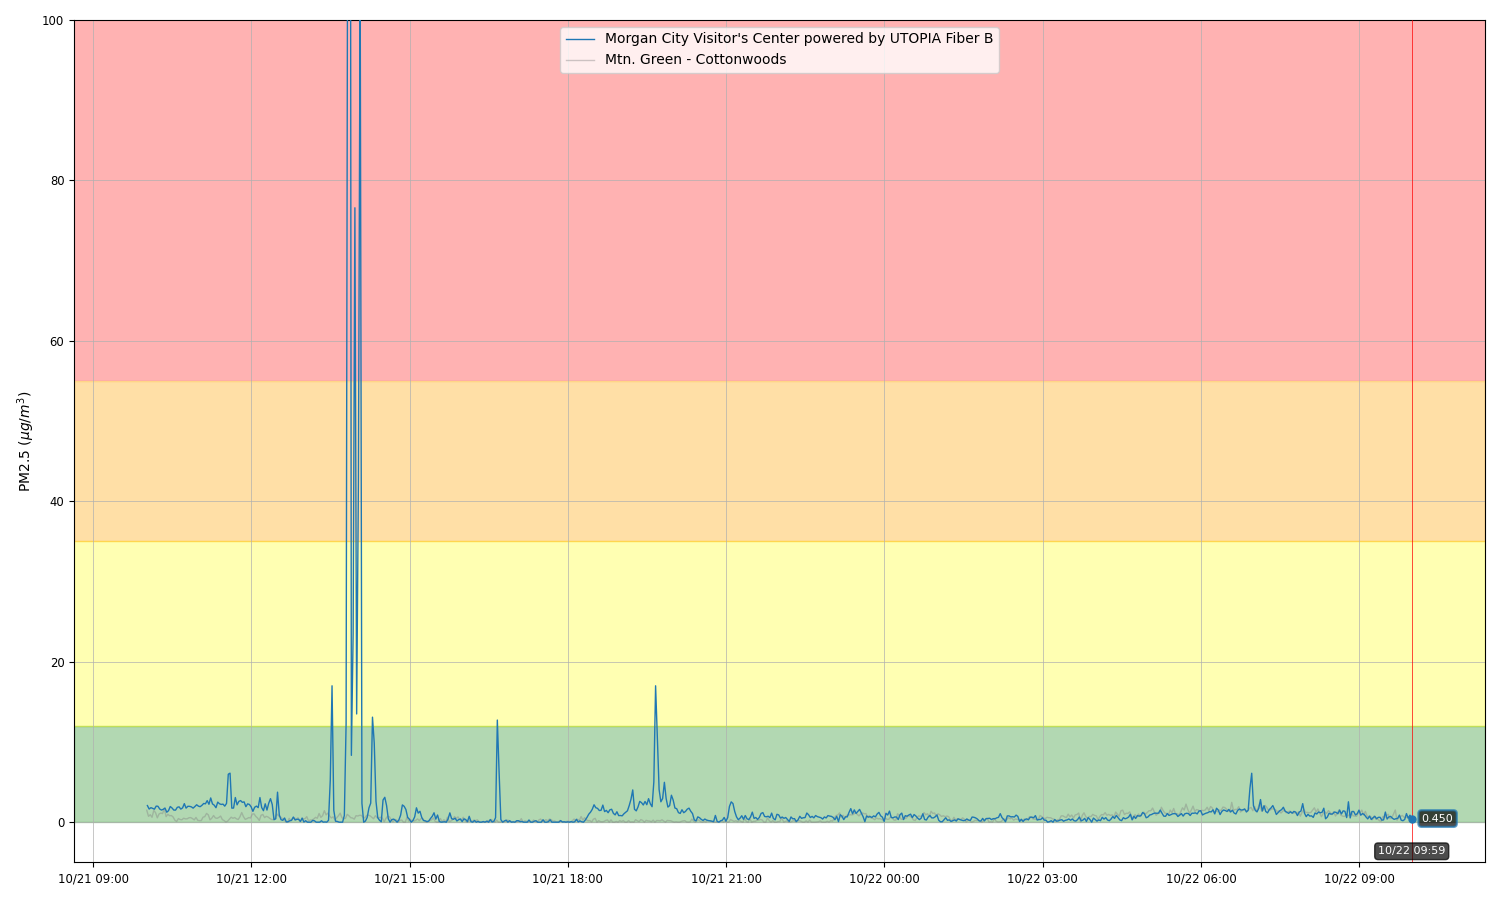 100
80
60
40
20
0
PM2.5 (μg/m³)
Morgan City Visitor's Center powered by UTOPIA Fiber B
Mtn. Green - Cottonwoods
0.450
10/22 09:59
10/21 09:00 10/21 12:00 10/21 15:00 10/21 18:00 10/21 21:00 10/22 00:00 10/22 03:00 10/22 06:00 10/22 09:00